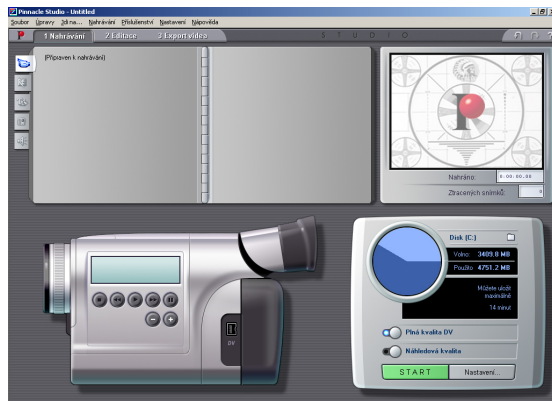 Pinnacle Studio - Untitled
Soubor Úpravy Jdi na... Nahrávání Příslušenství Nastavení Nápověda
1 Nahrávání 2 Editace 3 Export videa STUDIO
(Připraven k nahrávání)
Nahráno: 0:00:00.00
Ztracených snímků: 0
Disk (C:)
Volno: 3409.8 MB
Použito 4751.2 MB
Můžete uložit
maximálně
14 minut
DV
Plná kvalita DV
Náhledová kvalita
START Nastavení...